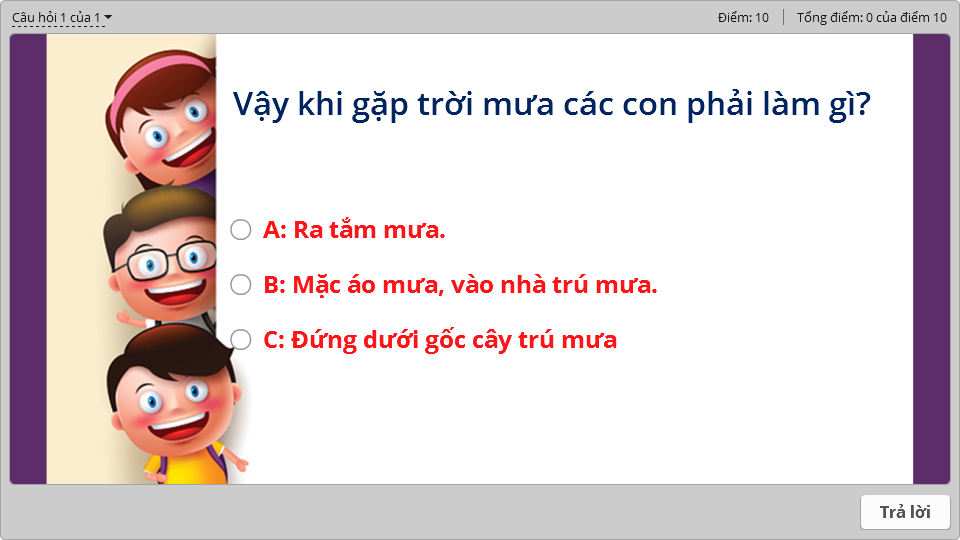 Câu hỏi 1 của 1
Điểm: 10
Tổng điểm: 0 của điểm 10
Vậy khi gặp trời mưa các con phải làm gì?
A: Ra tắm mưa.
B: Mặc áo mưa, vào nhà trú mưa.
C: Đứng dưới gốc cây trú mưa
Trả lời